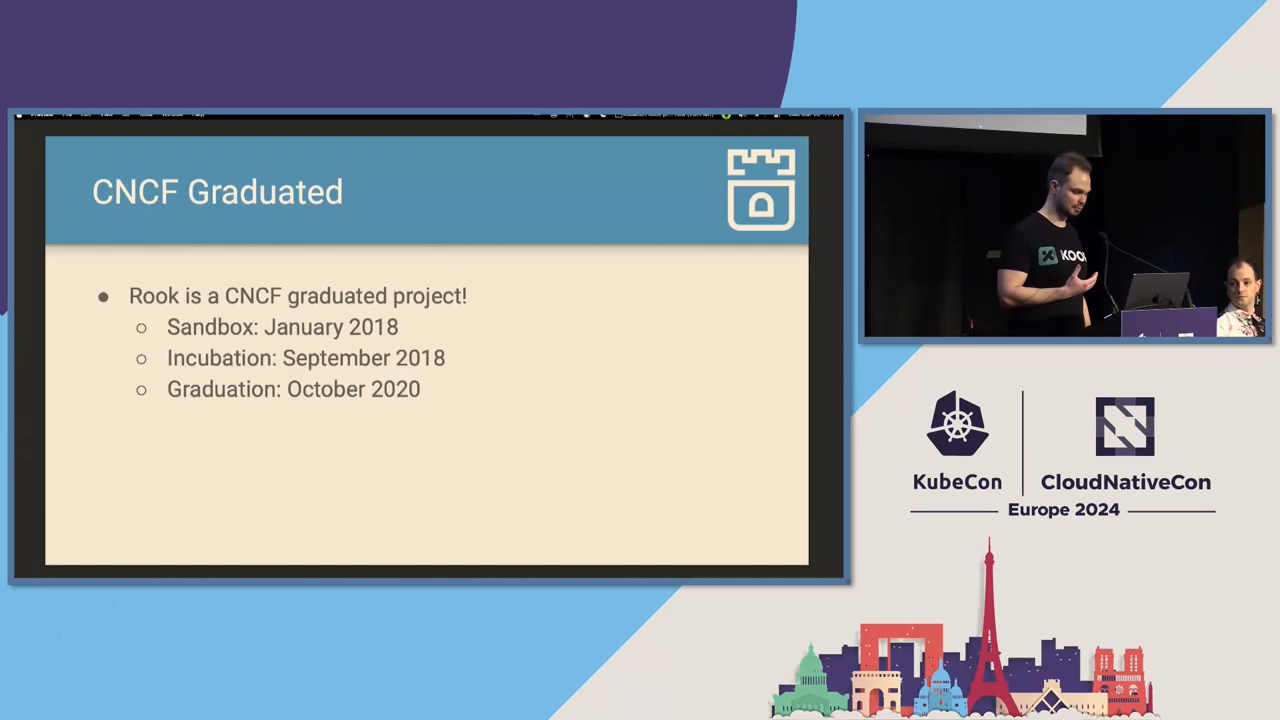 CNCF Graduated
● Rook is a CNCF graduated project!
○ Sandbox: January 2018
○ Incubation: September 2018
○ Graduation: October 2020
KOOR
KubeCon
CloudNativeCon
Europe 2024